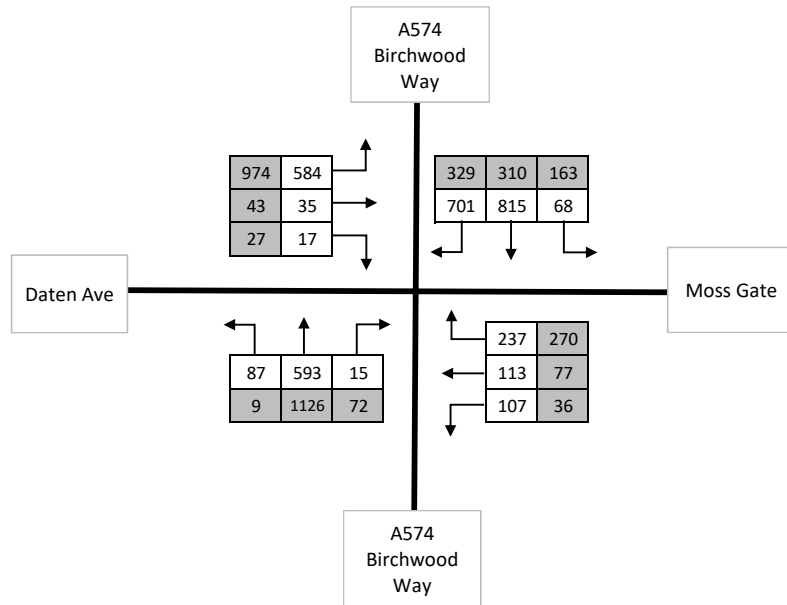 A574
Birchwood
Way
974 584
43 35
27 17
329 310 163
701 815 68
Daten Ave
Moss Gate
87 593 15
9 1126 72
237 270
113 77
107 36
A574
Birchwood
Way